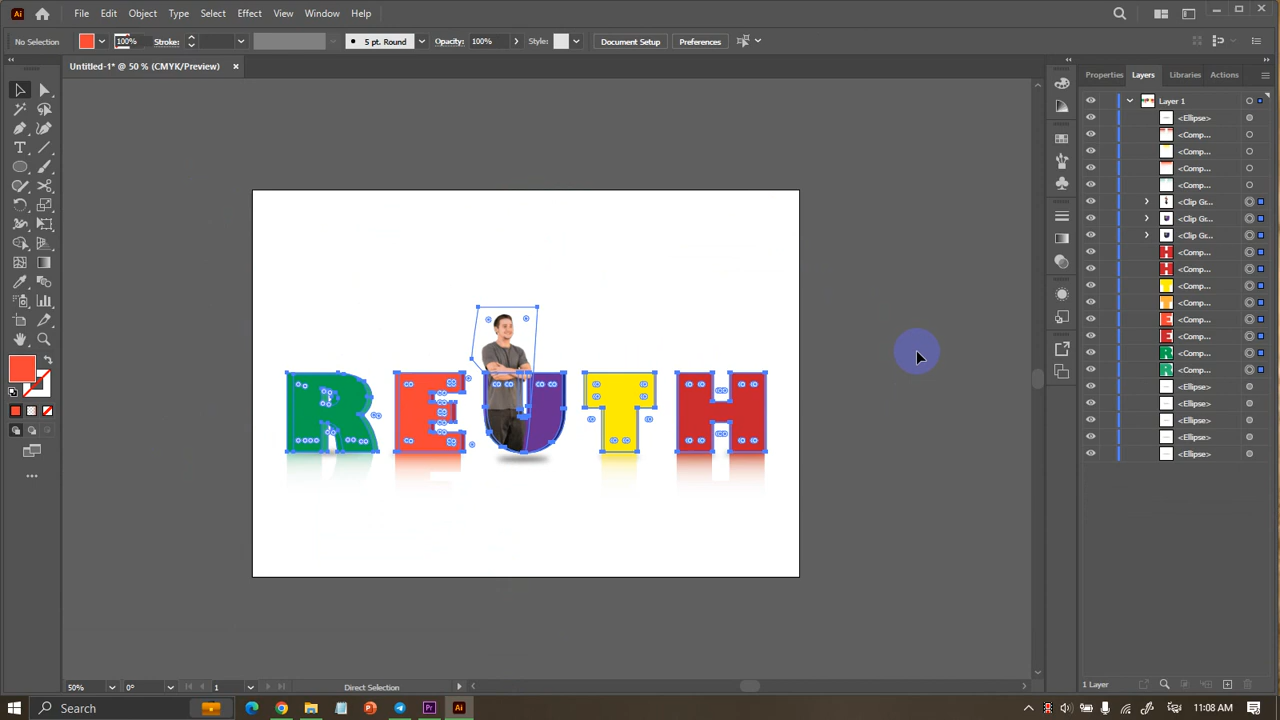 Ai File Edit Object Type Select Effect View Window Help
No Selection 100% Stroke: 5 pt. Round Opacity: 100% Style: Document Setup Preferences
Untitled-1* @ 50 % (CMYK/Preview)
Properties Layers Libraries Actions
Layer 1
<Ellipse>
<Comp...
<Comp...
<Comp...
<Comp...
<Clip Gr...
<Clip Gr...
<Clip Gr...
<Comp...
<Comp...
<Comp...
<Comp...
<Comp...
<Comp...
<Comp...
<Comp...
<Ellipse>
<Ellipse>
<Ellipse>
<Ellipse>
<Ellipse>
REUTH
1 Layer
50% 0° 1 Direct Selection
Search Ai 11:08 AM